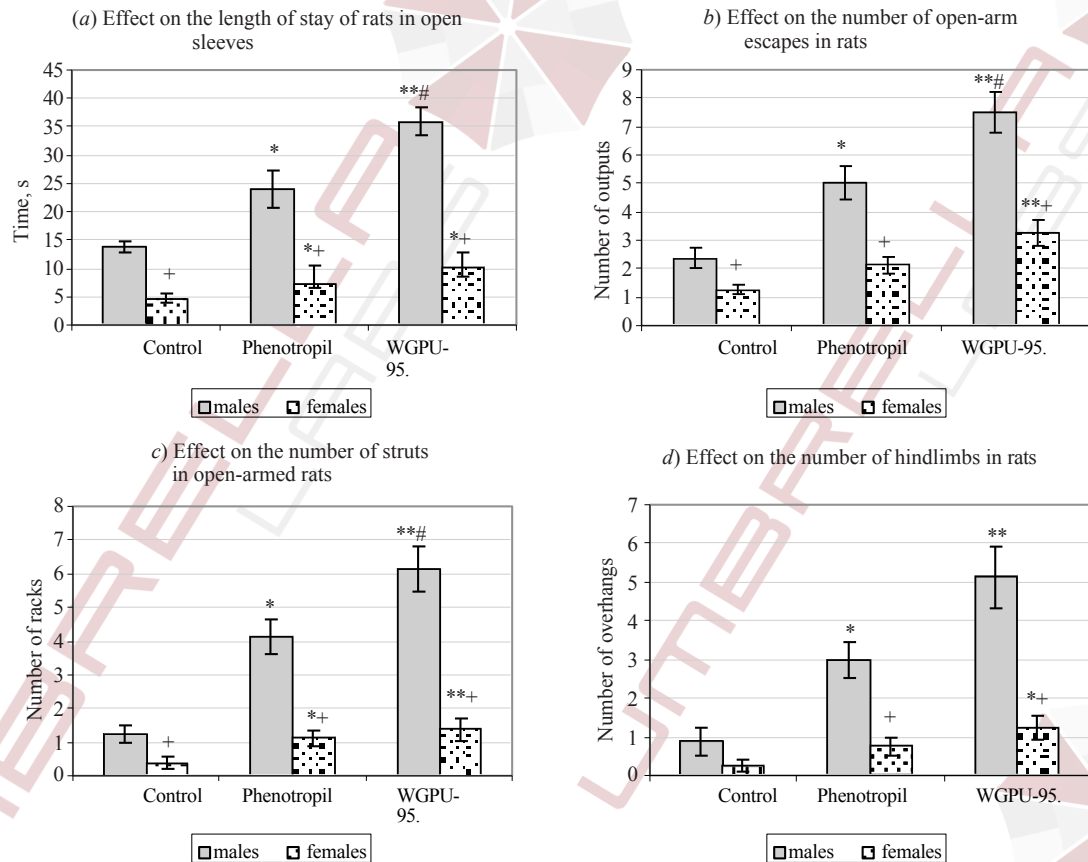 (a) Effect on the length of stay of rats in open
sleeves
45
40
35
30
25
20
15
10
5
0
Time, s
+
*
*+
**#
*+
Control
Phenotropil
WGPU-
95.
males
females
b) Effect on the number of open-arm
escapes in rats
9
8
7
6
5
4
3
2
1
0
Number of outputs
+
*
+
**#
**+
Control
Phenotropil
WGPU-95.
males
females
c) Effect on the number of struts
in open-armed rats
8
7
6
5
4
3
2
1
0
Number of racks
+
*
*+
**#
**+
Control
Phenotropil
WGPU-
95.
males
females
d) Effect on the number of hindlimbs in rats
7
6
5
4
3
2
1
0
Number of overhangs
*
+
**
*+
Control
Phenotropil
WGPU-95.
males
females
UMBRELLA
LABS